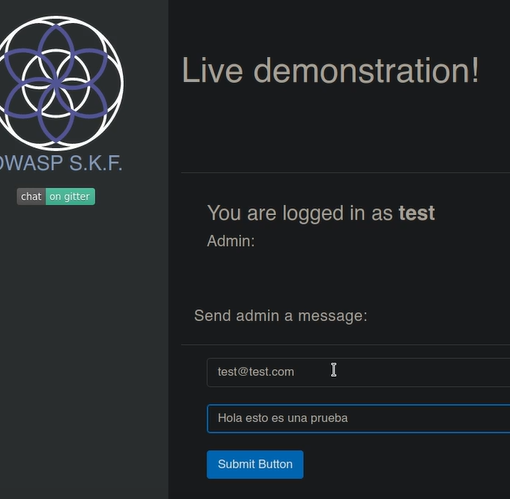 OWASP S.K.F.
chat on gitter
Live demonstration!
You are logged in as test
Admin:
Send admin a message:
test@test.com
Hola esto es una prueba
Submit Button